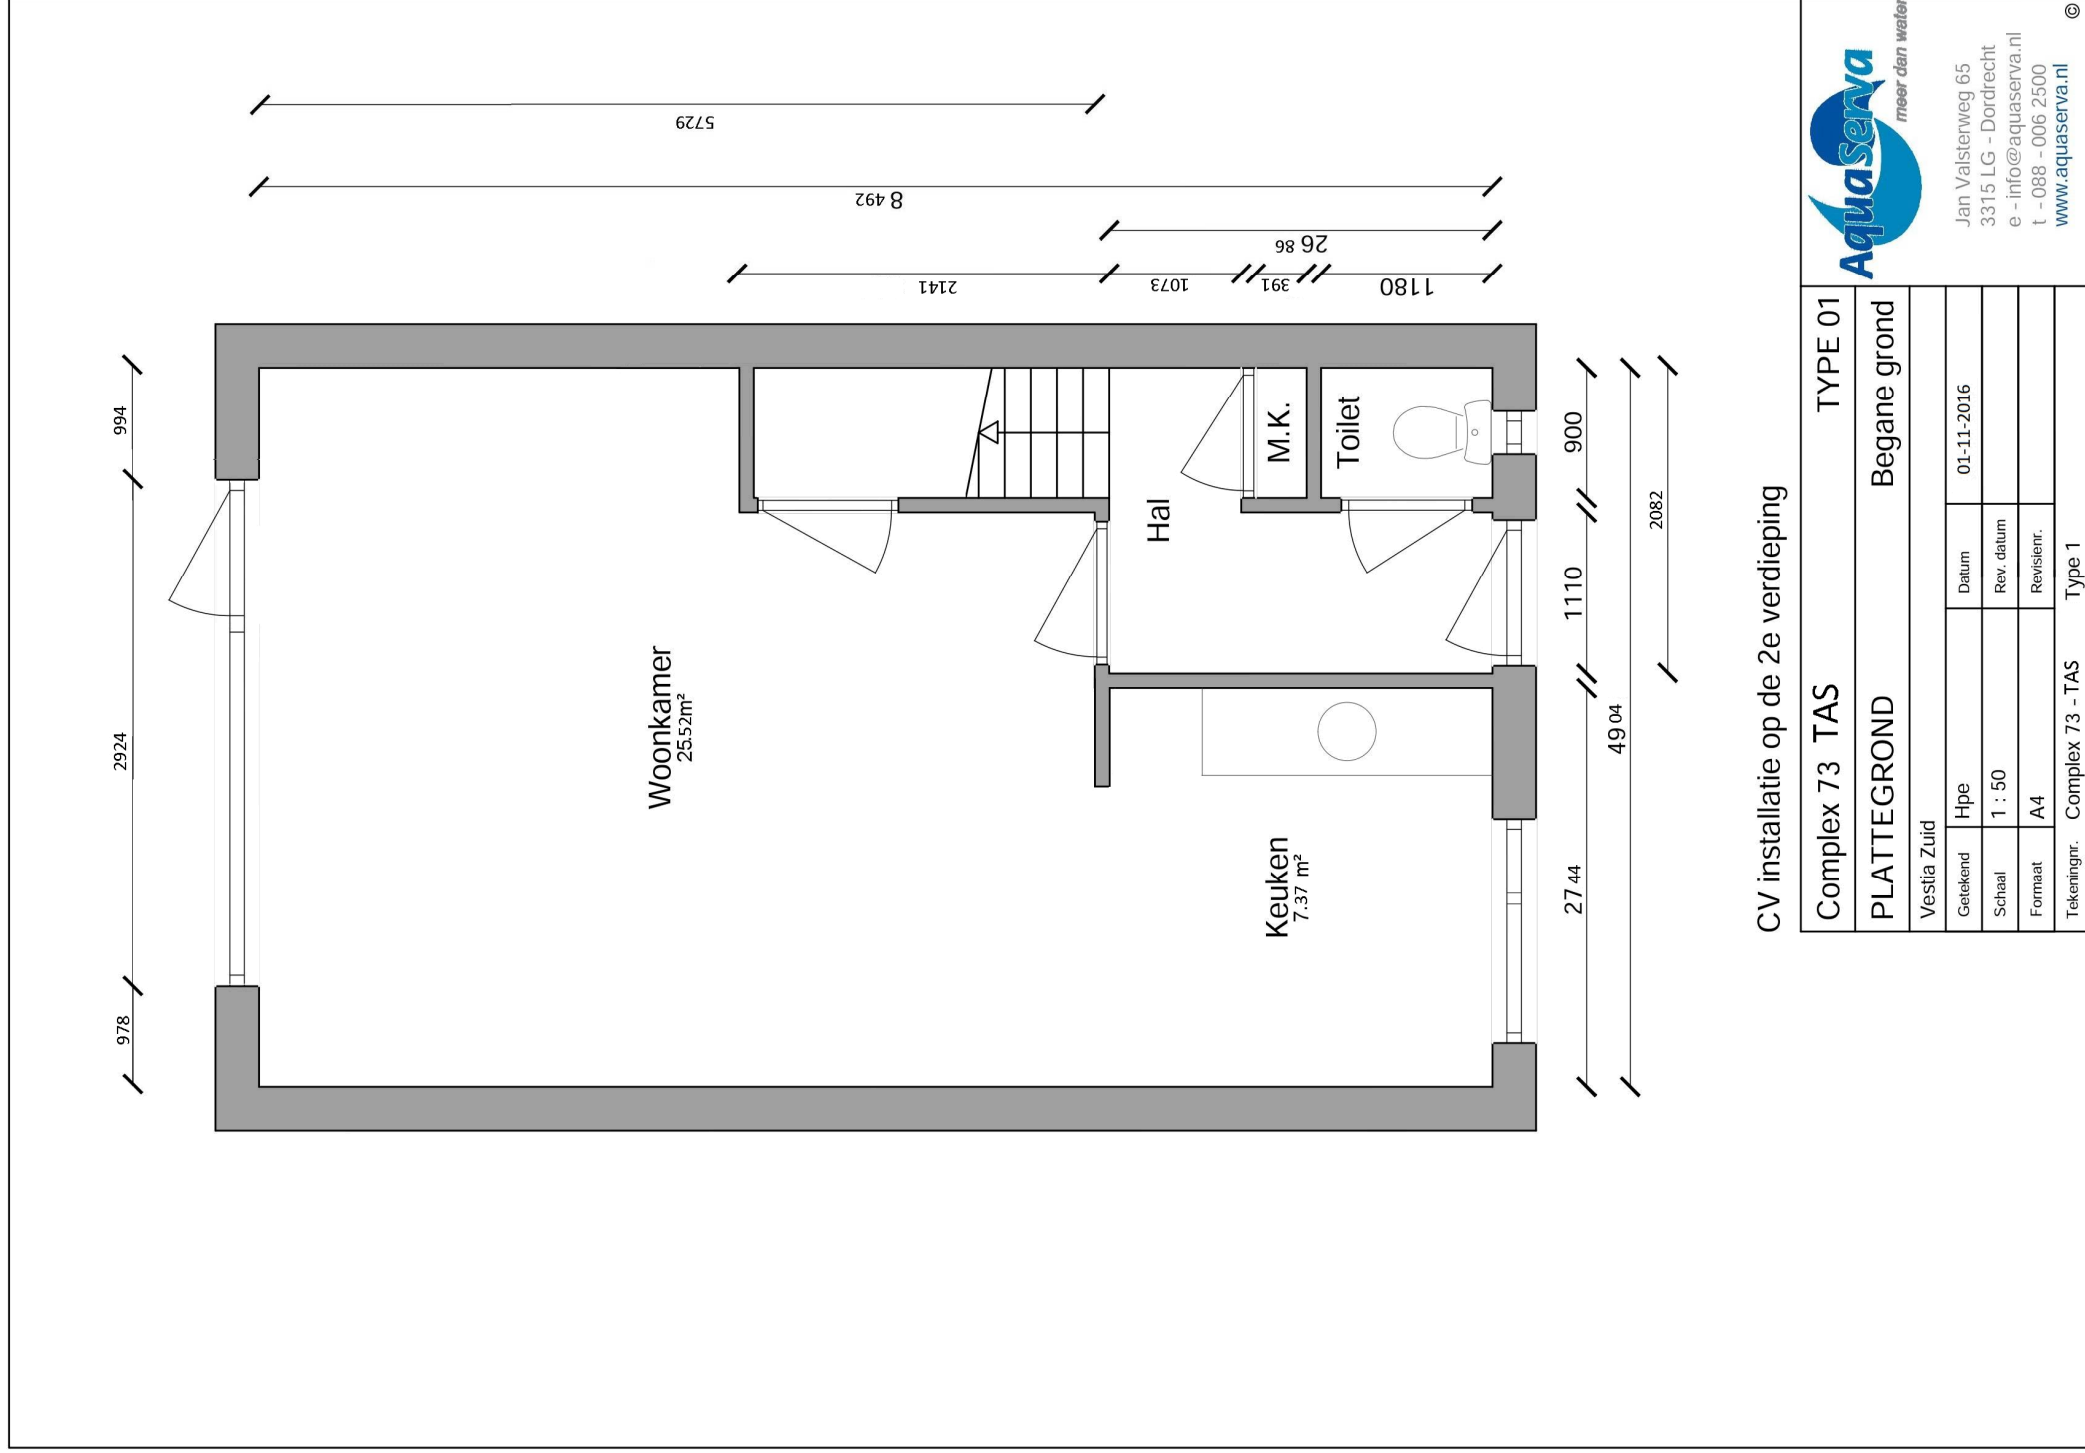 5729
8 492
26 86
2141
1073
391
1180
994
2924
978
Woonkamer
25.52m²
Hal
M.K.
Toilet
Keuken
7.37 m²
900
1110
27 44
49 04
2082
CV installatie op de 2e verdieping
Complex 73 TAS TYPE 01
PLATTEGROND Begane grond
Vestia Zuid
Getekend Hpe Datum 01-11-2016
Schaal 1 : 50 Rev. datum
Formaat A4 Revisienr.
Tekeningnr. Complex 73 - TAS Type 1
Aquaserva
meer dan water
Jan Valsterweg 65
3315 LG - Dordrecht
e - info@aquaserva.nl
t - 088 - 006 2500
www.aquaserva.nl
©